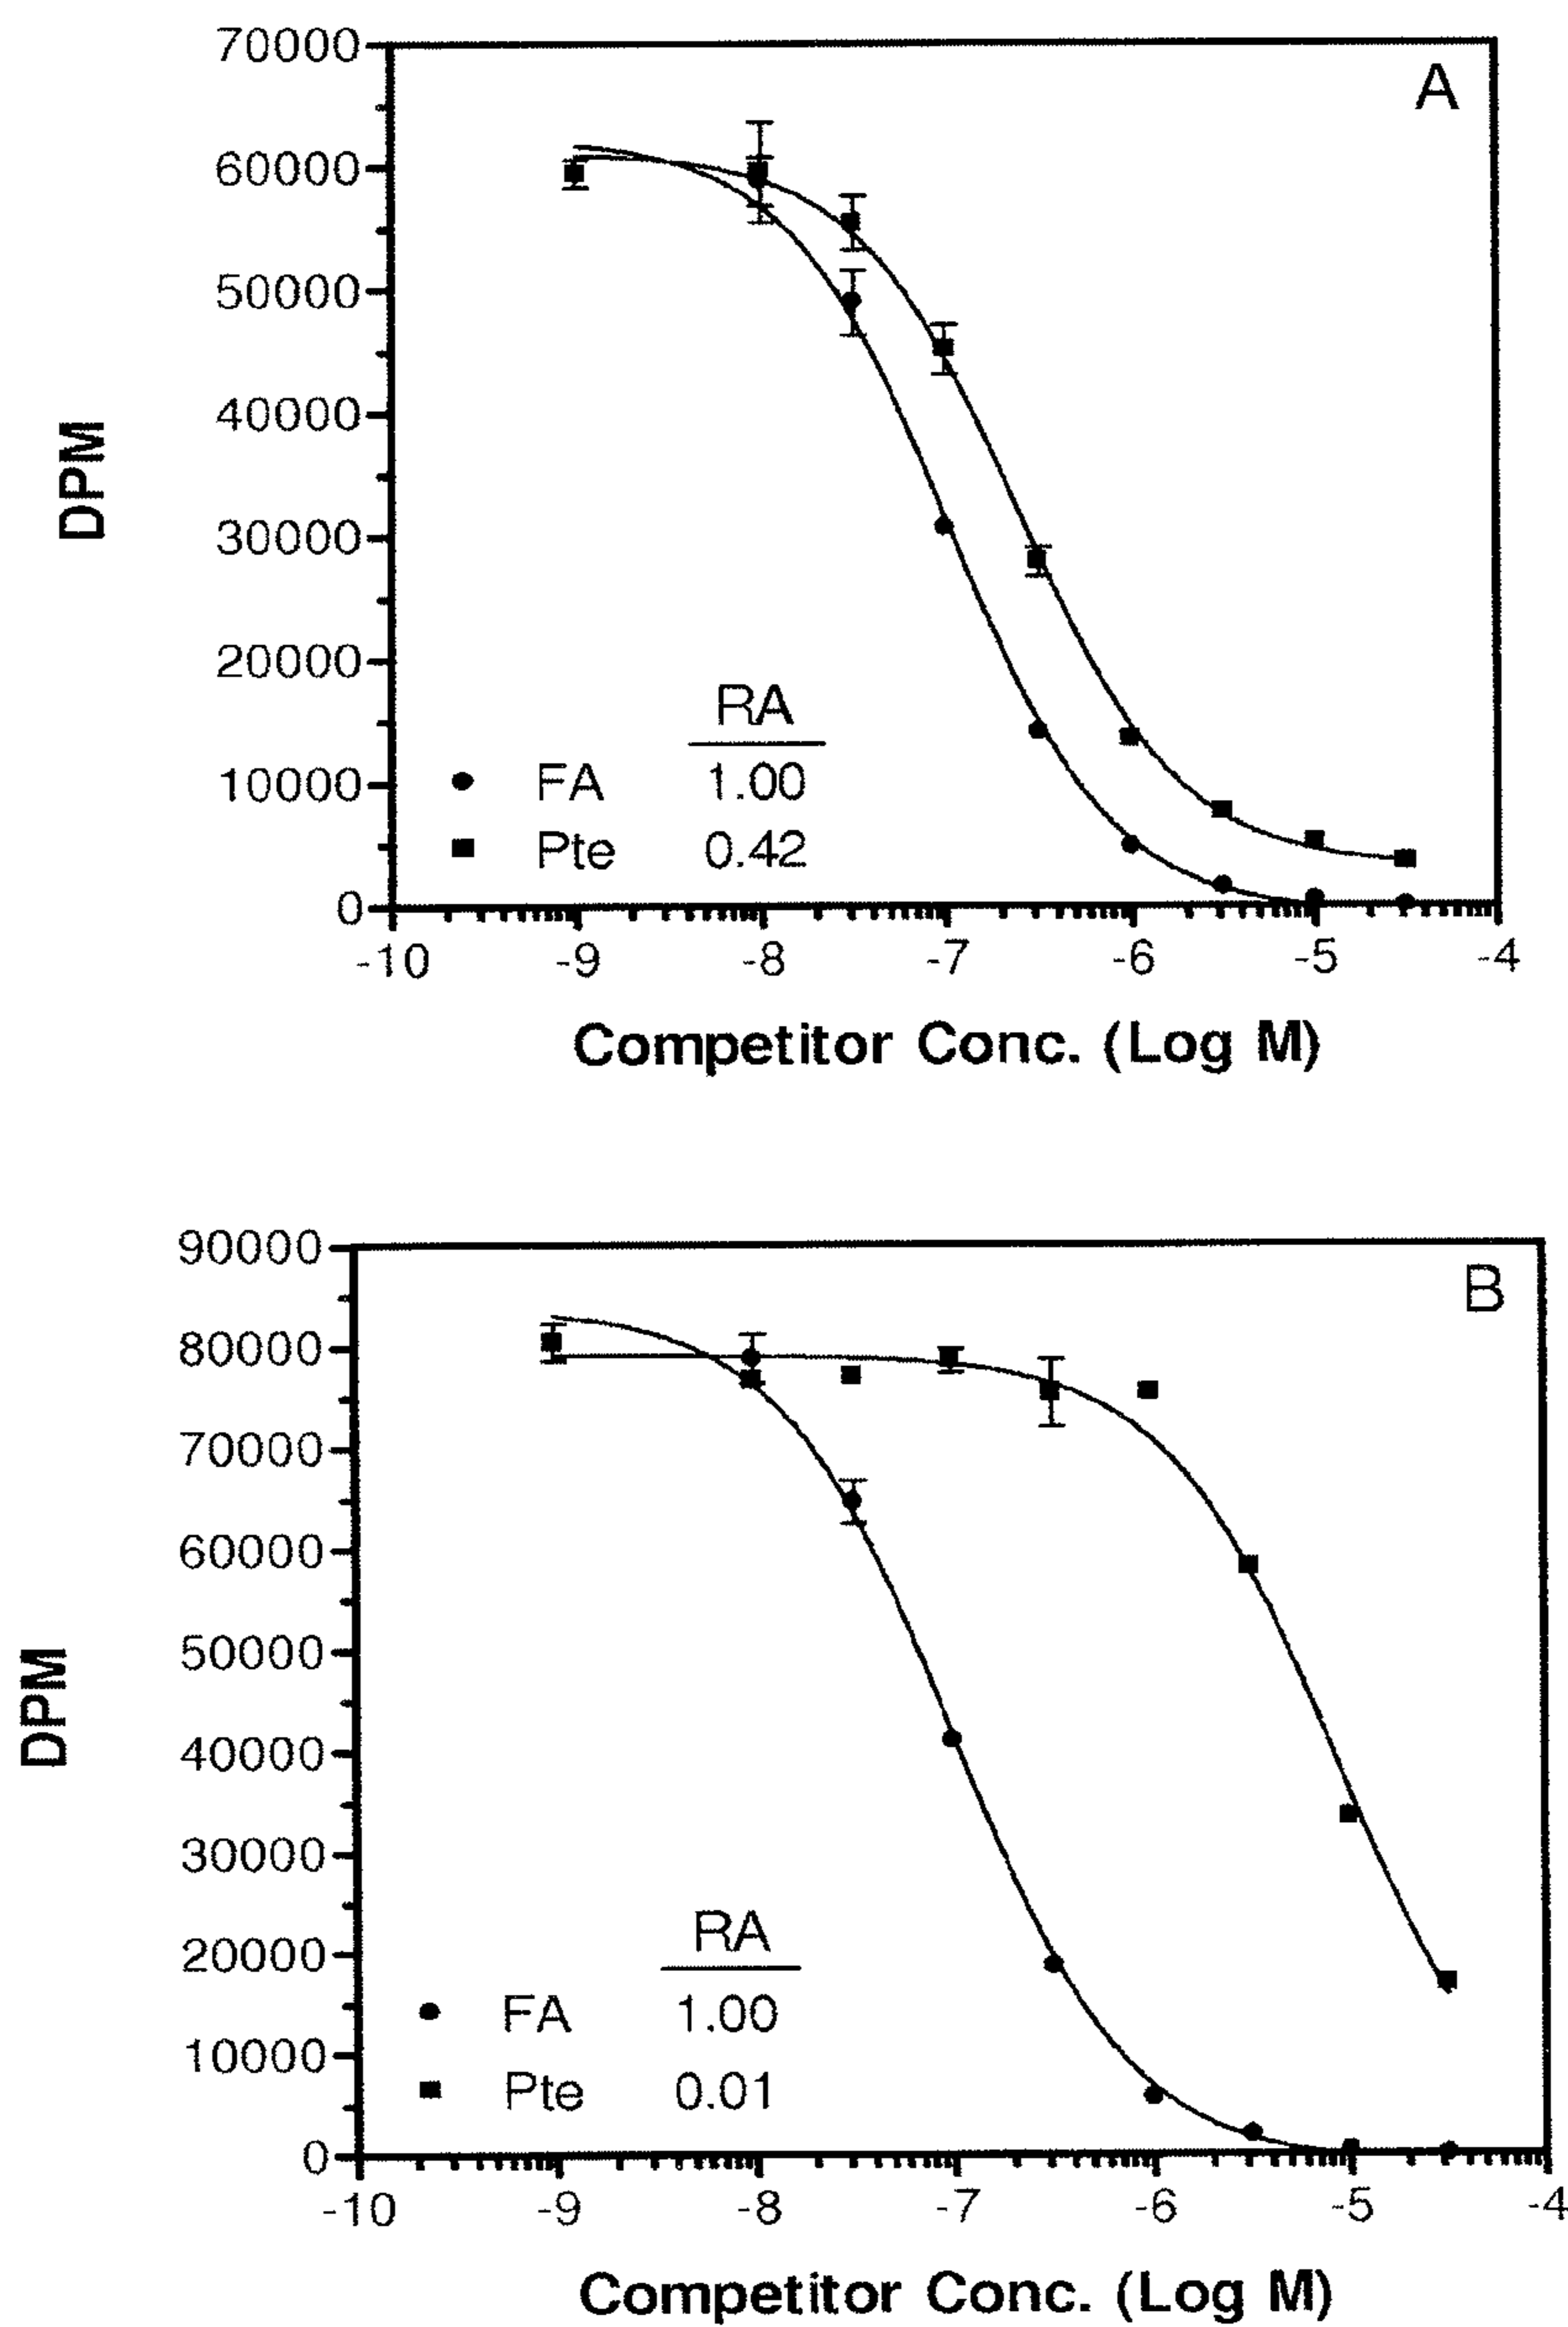 A
70000
60000
50000
40000
30000
20000
10000
0
DPM
RA
FA 1.00
Pte 0.42
-10 -9 -8 -7 -6 -5 -4
Competitor Conc. (Log M)
B
90000
80000
70000
60000
50000
40000
30000
20000
10000
0
DPM
RA
FA 1.00
Pte 0.01
-10 -9 -8 -7 -6 -5 -4
Competitor Conc. (Log M)